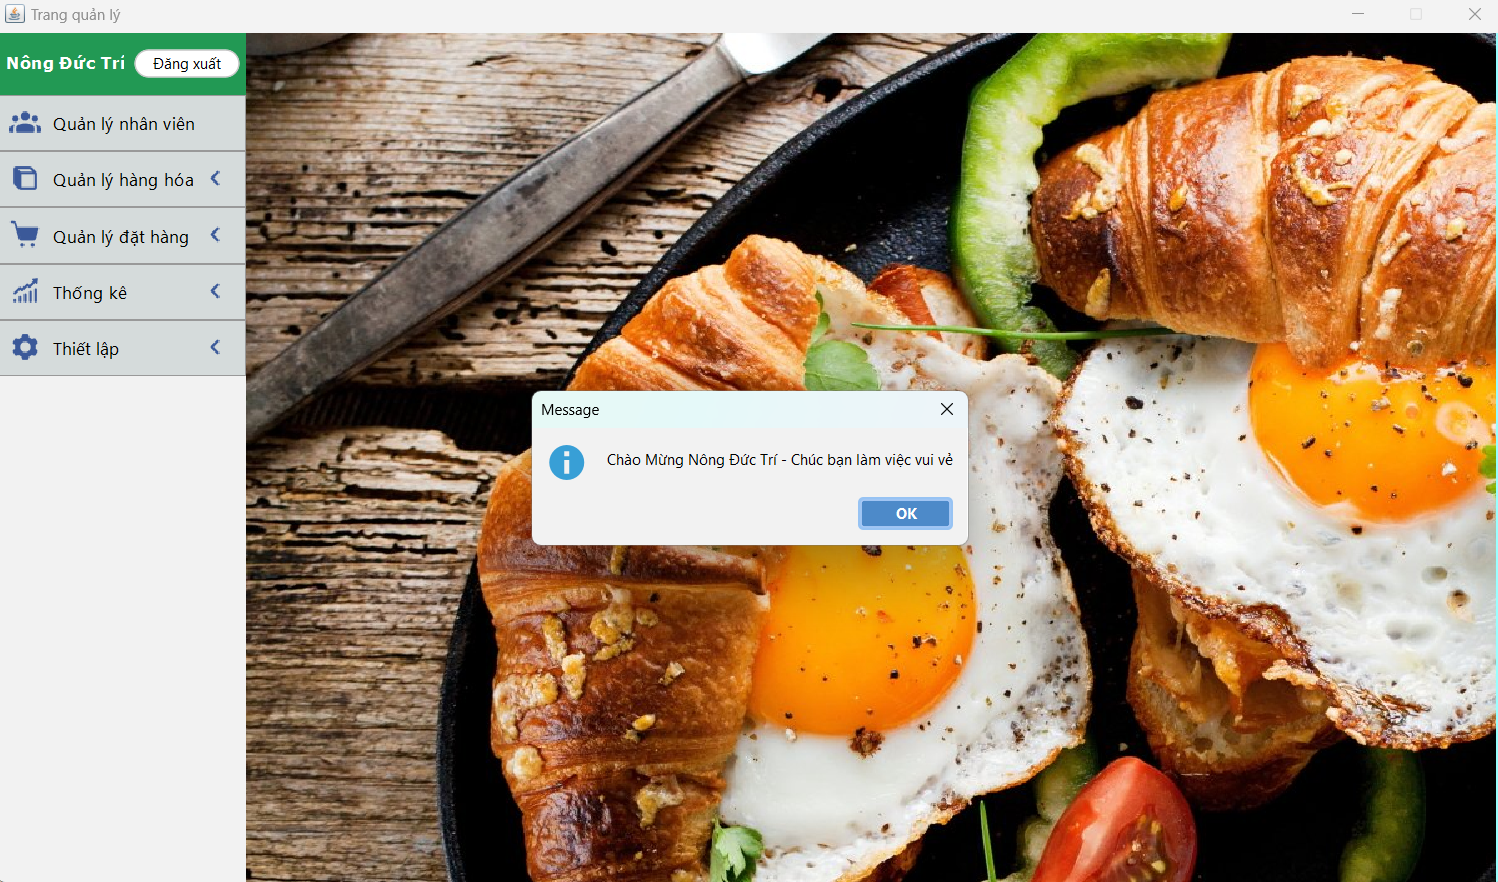 Trang quản lý
Nông Đức Trí
Đăng xuất
Quản lý nhân viên
Quản lý hàng hóa
Quản lý đặt hàng
Thống kê
Thiết lập
Message
Chào Mừng Nông Đức Trí - Chúc bạn làm việc vui vẻ
OK